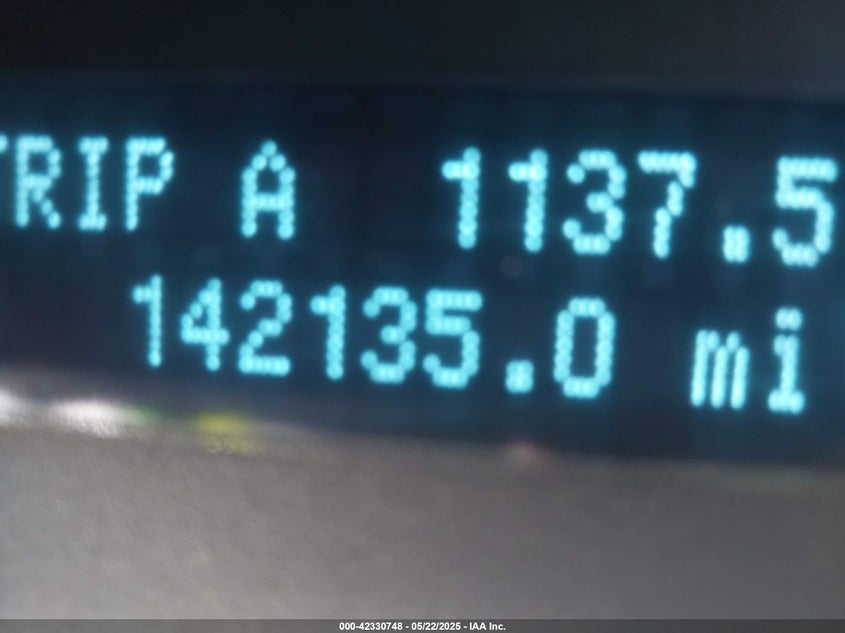 TRIP A 1137.5
142135.0 mi
000-42330748 - 05/22/2025 - IAA Inc.